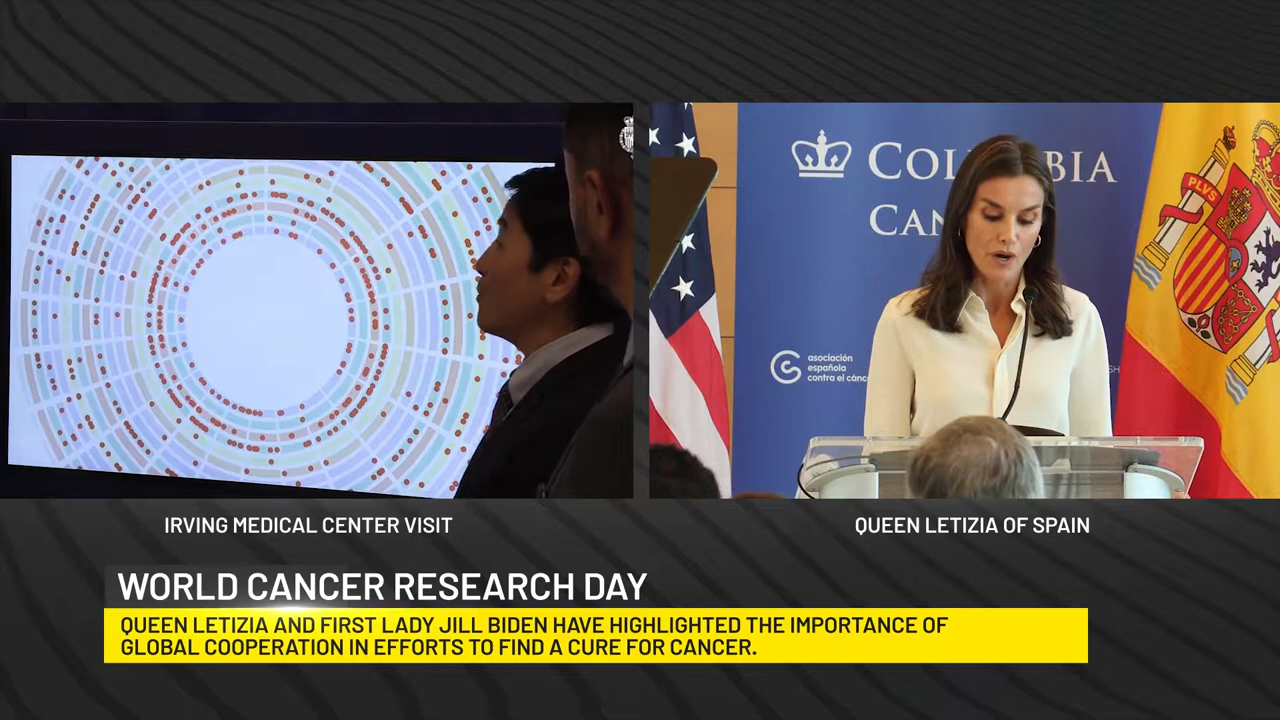 COL BIA
CAN
PLVS
asociación
española
contra el cánc
SH
IRVING MEDICAL CENTER VISIT
QUEEN LETIZIA OF SPAIN
WORLD CANCER RESEARCH DAY
QUEEN LETIZIA AND FIRST LADY JILL BIDEN HAVE HIGHLIGHTED THE IMPORTANCE OF
GLOBAL COOPERATION IN EFFORTS TO FIND A CURE FOR CANCER.